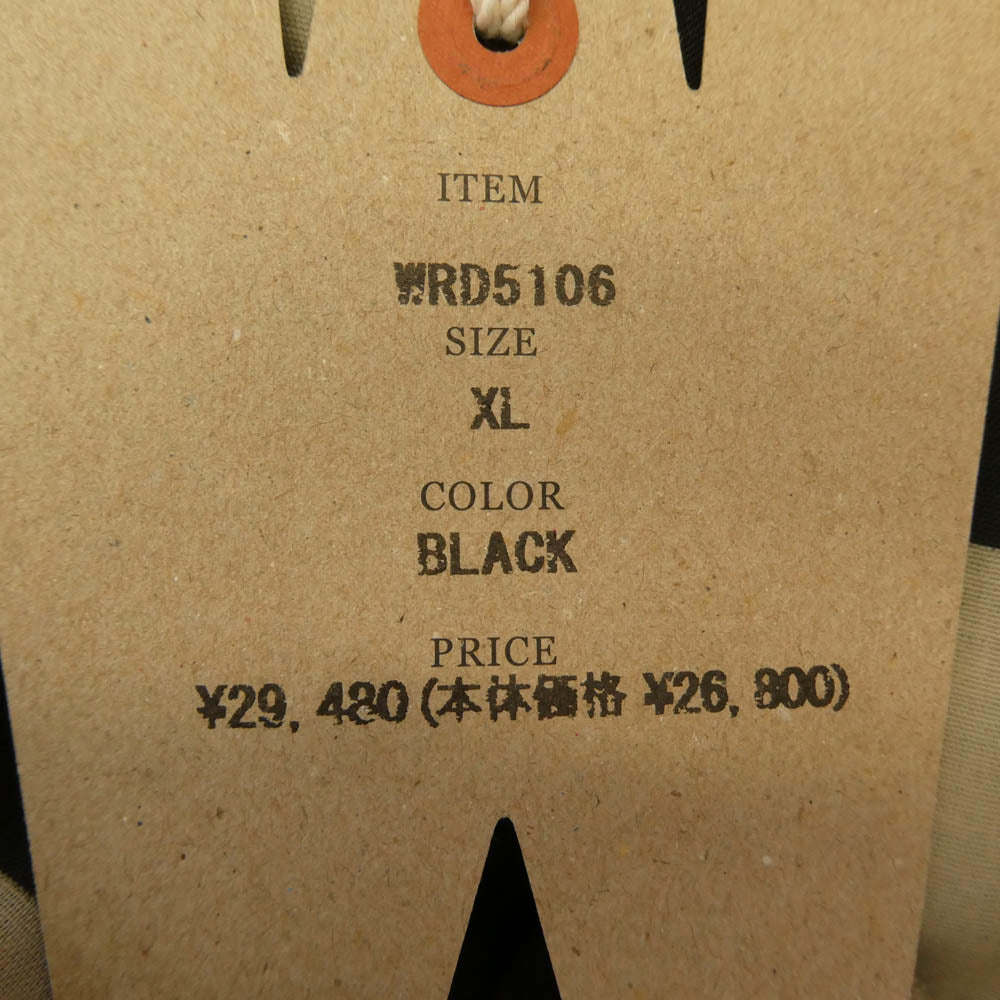 ITEM
WRD5106
SIZE
XL
COLOR
BLACK
PRICE
¥29,480(本体価格 ¥26,800)